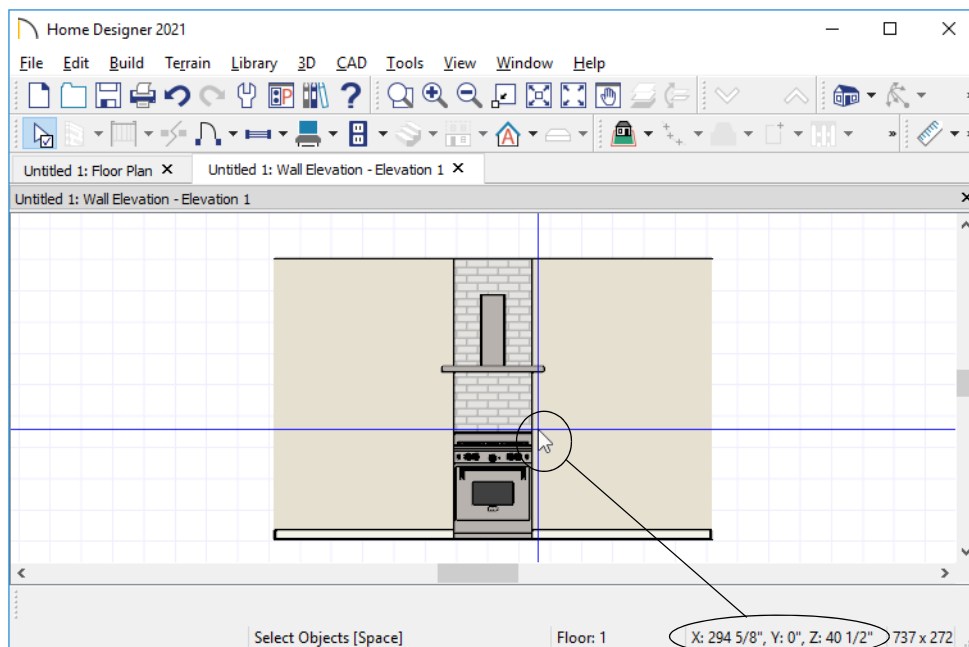 Home Designer 2021
File Edit Build Terrain Library 3D CAD Tools View Window Help
Untitled 1: Floor Plan X Untitled 1: Wall Elevation - Elevation 1 X
Untitled 1: Wall Elevation - Elevation 1
Select Objects [Space] Floor: 1 X: 294 5/8", Y: 0", Z: 40 1/2" 737 x 272